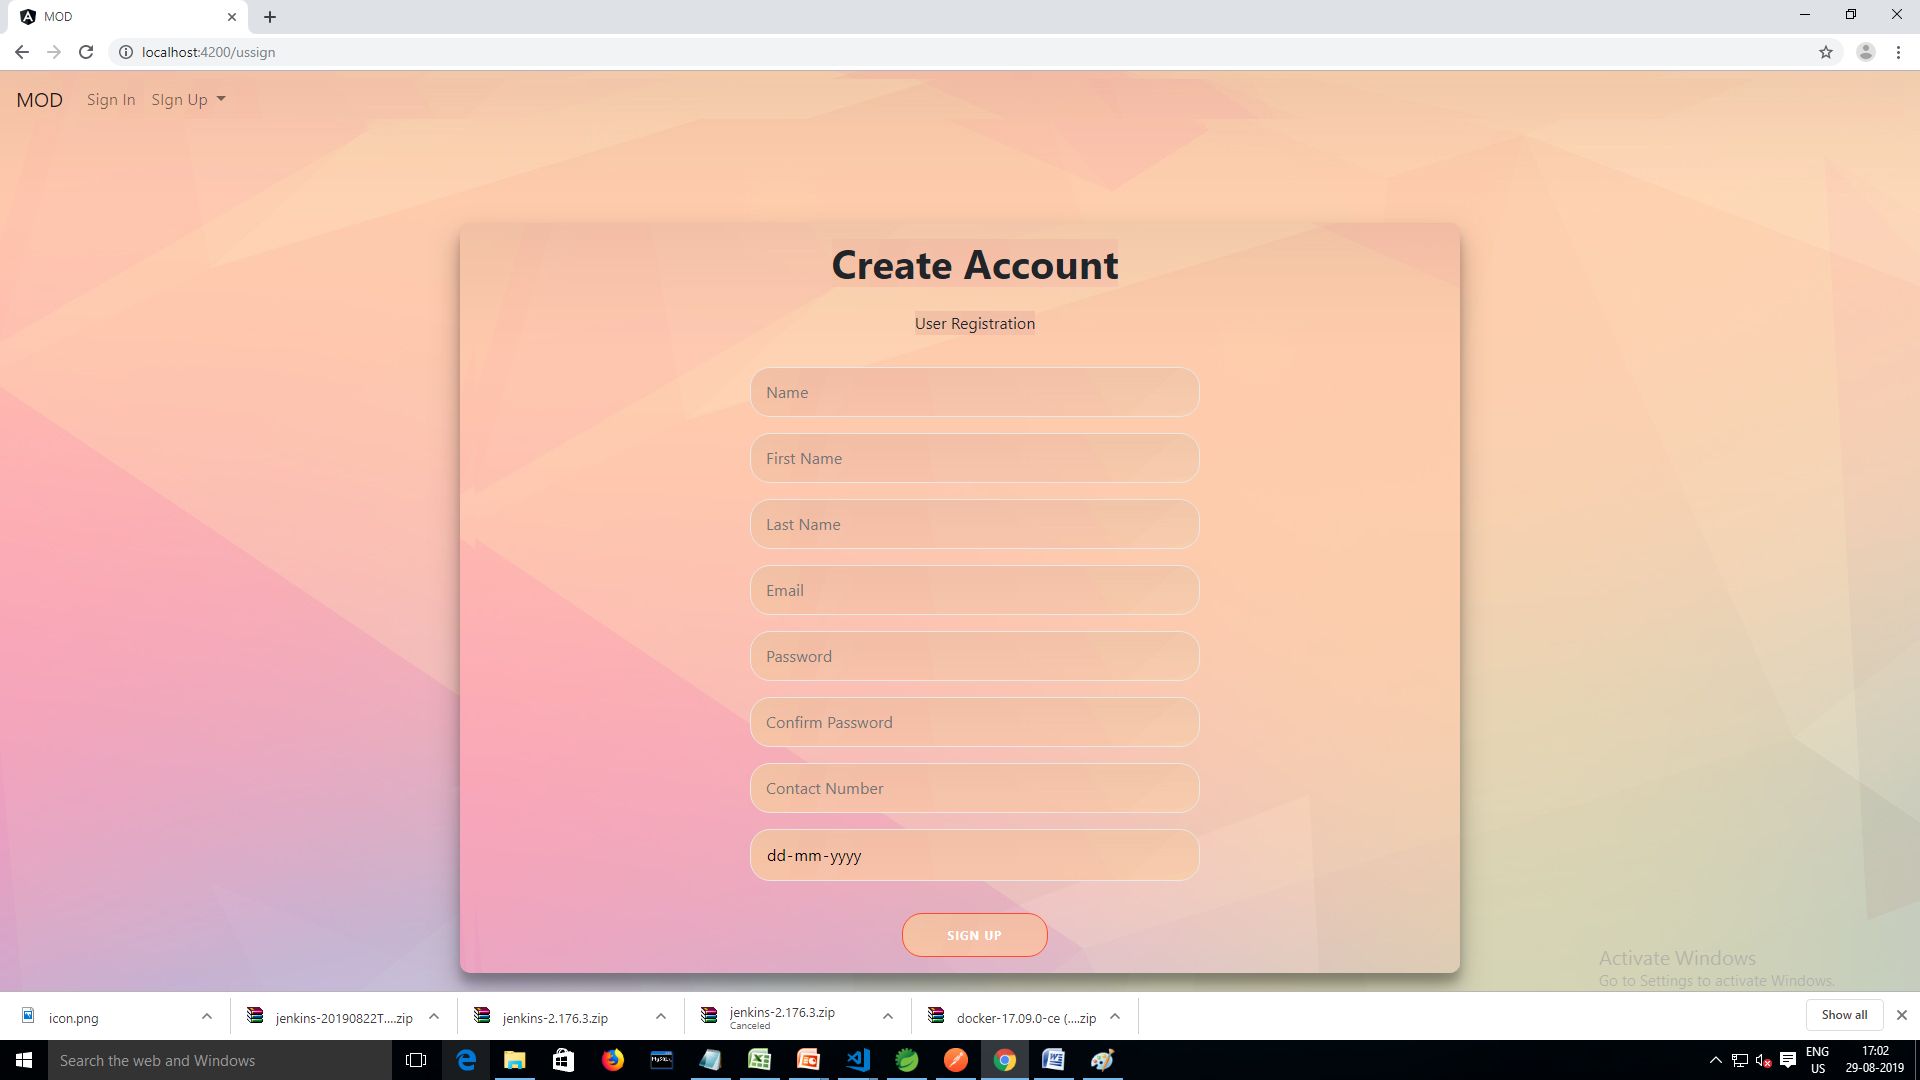 MOD
localhost:4200/ussign
MOD Sign In SIgn Up
Create Account
User Registration
Name
First Name
Last Name
Email
Password
Confirm Password
Contact Number
dd-mm-yyyy
SIGN UP
Activate Windows
Go to Settings to activate Windows.
icon.png
jenkins-20190822T....zip
jenkins-2.176.3.zip
jenkins-2.176.3.zip
Canceled
docker-17.09.0-ce (....zip
Show all
Search the web and Windows
MySQL
ENG
US
17:02
29-08-2019